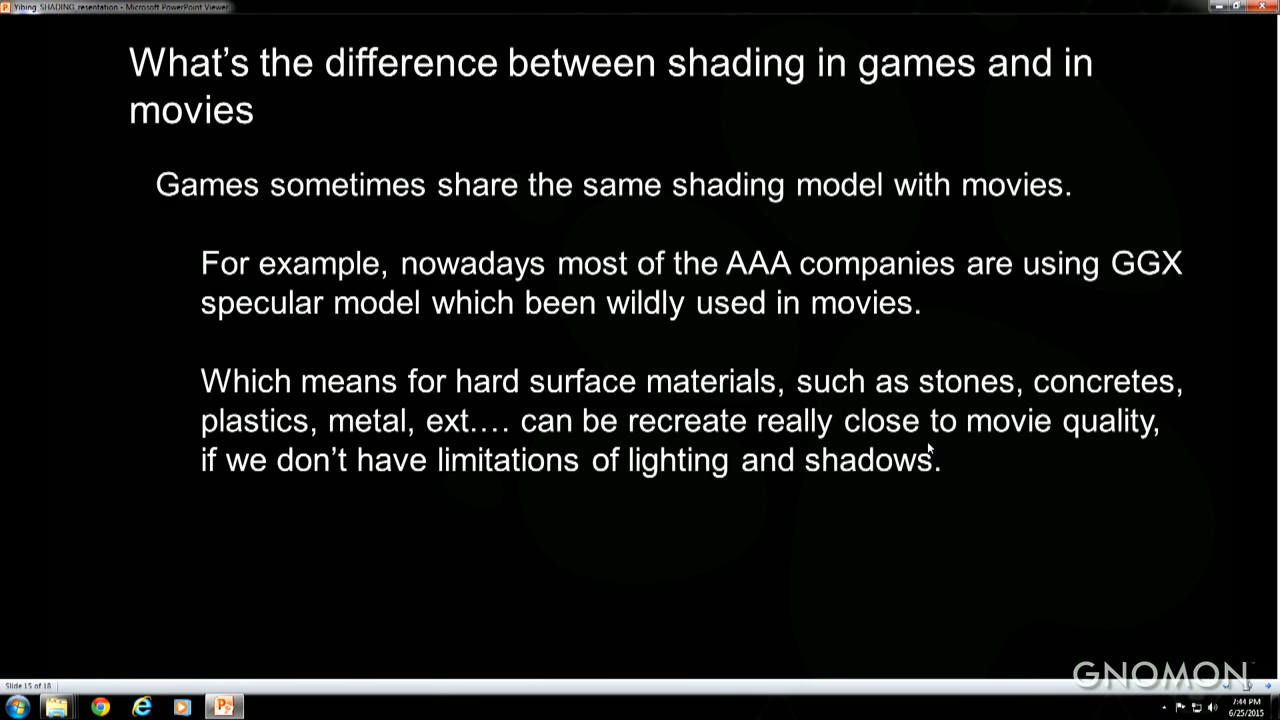 Yibing_SHADING_resentation - Microsoft PowerPoint Viewer
What's the difference between shading in games and in
movies
Games sometimes share the same shading model with movies.
For example, nowadays most of the AAA companies are using GGX
specular model which been wildly used in movies.
Which means for hard surface materials, such as stones, concretes,
plastics, metal, ext…. can be recreate really close to movie quality,
if we don't have limitations of lighting and shadows.
GNOMON
Slide 15 of 18
7:44 PM
6/25/2015